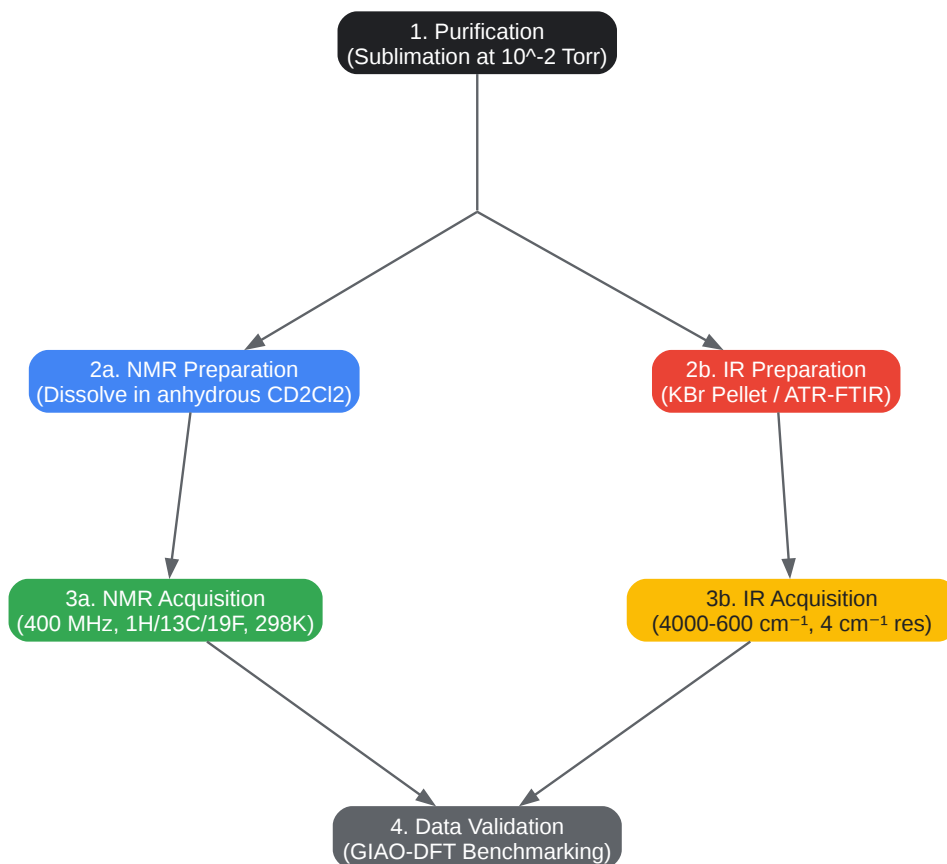 1. Purification
(Sublimation at 10^-2 Torr)
2a. NMR Preparation
(Dissolve in anhydrous CD2Cl2)
2b. IR Preparation
(KBr Pellet / ATR-FTIR)
3a. NMR Acquisition
(400 MHz, 1H/13C/19F, 298K)
3b. IR Acquisition
(4000-600 cm⁻¹, 4 cm⁻¹ res)
4. Data Validation
(GIAO-DFT Benchmarking)